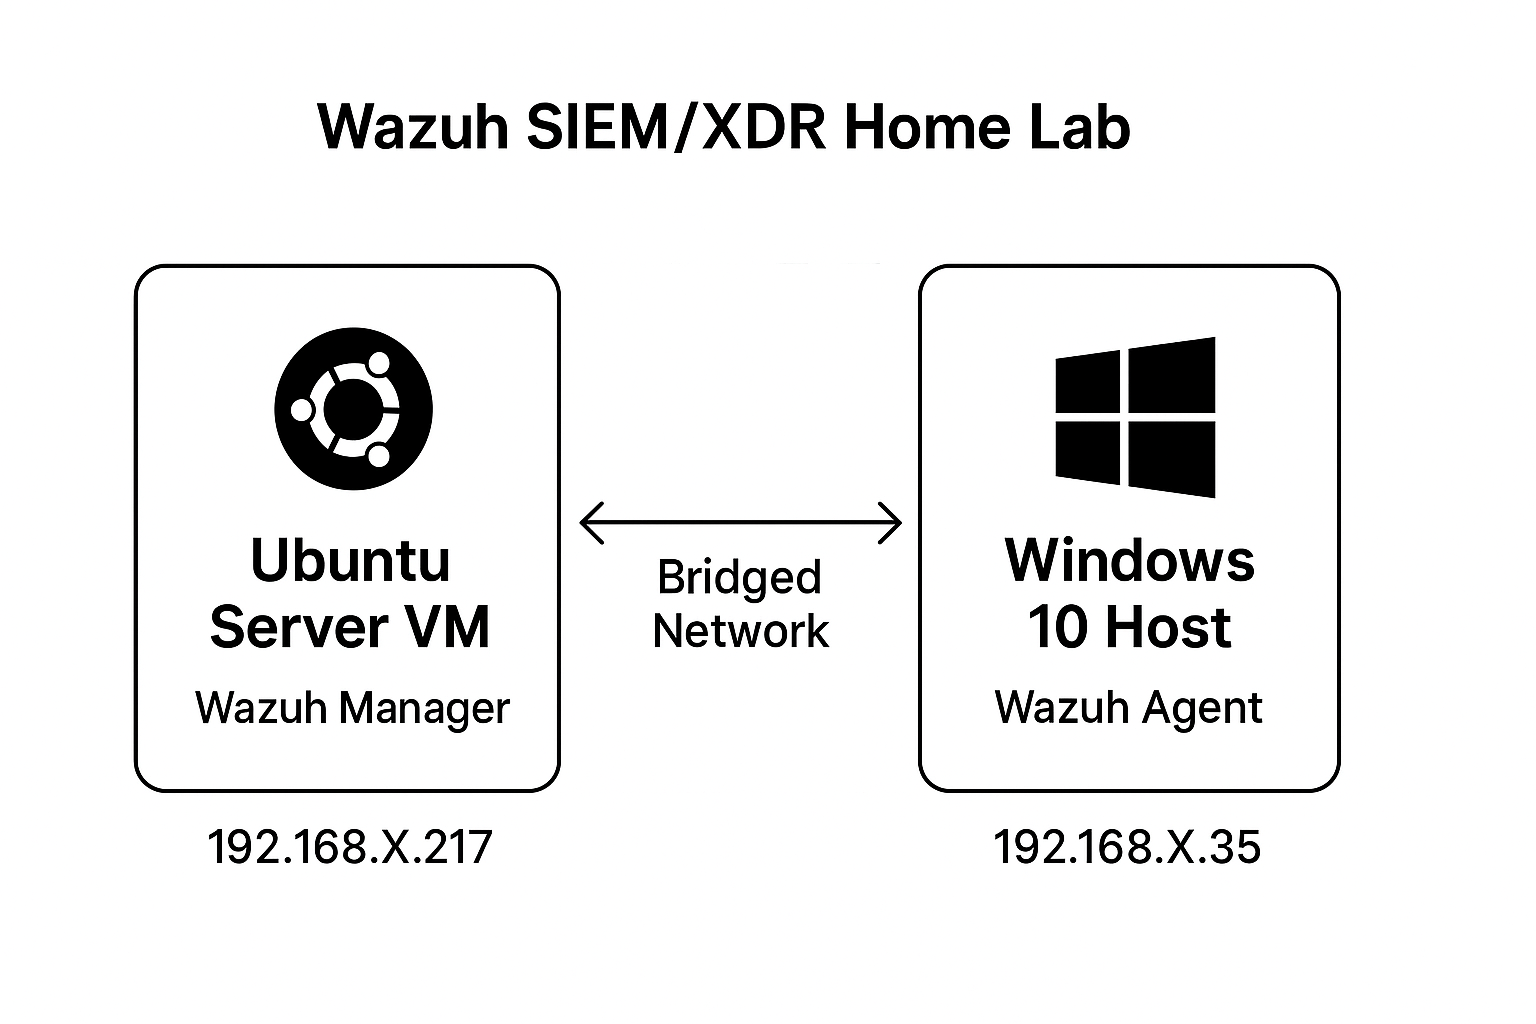 Wazuh SIEM/XDR Home Lab
Ubuntu
Server VM
Wazuh Manager
192.168.X.217
Bridged
Network
Windows
10 Host
Wazuh Agent
192.168.X.35